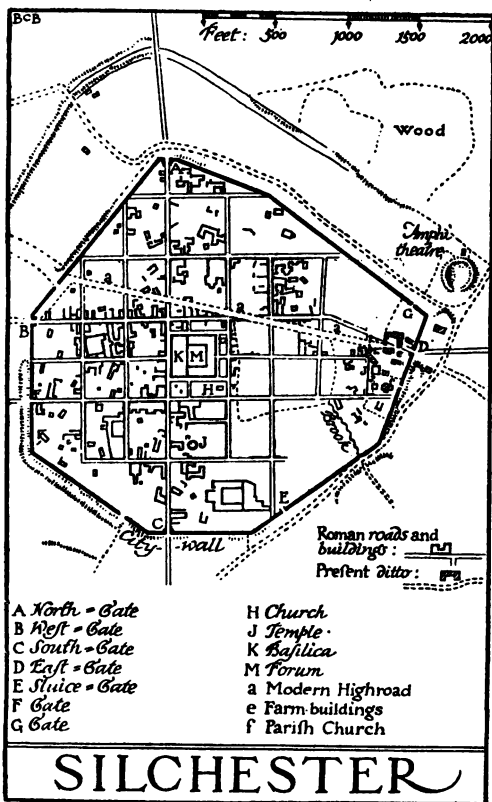 BCB
Feet: 500 1000 1500 2000
Wood
Amphi
theatre
A
a
G
B
a
a
D
K M
H
J
Brook
J
E
C
City-wall
Roman roads and
buildings:
Present ditto:
A North-Gate
B West-Gate
C South-Gate
D East-Gate
E Sluice-Gate
F Gate
G Gate
H Church
J Temple.
K Basilica
M Forum
a Modern Highroad
e Farm-buildings
f Parish Church
SILCHESTER